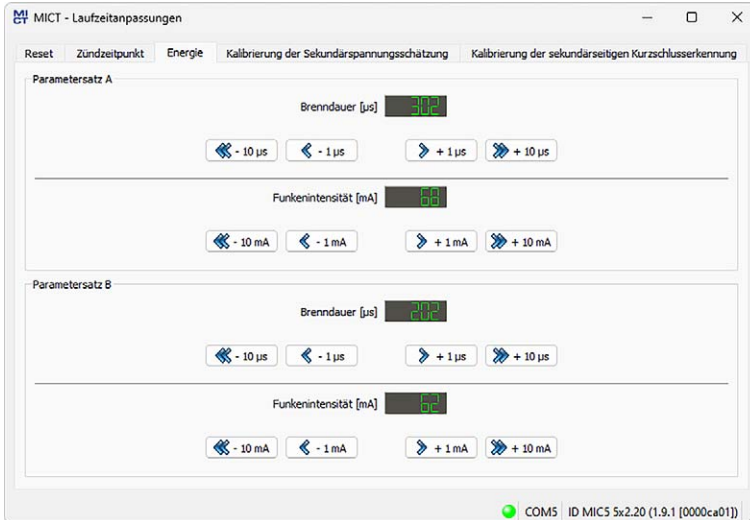 MICT - Laufzeitanpassungen
Reset Zündzeitpunkt Energie Kalibrierung der Sekundärspannungsschätzung Kalibrierung der sekundärseitigen Kurzschlusserkennung
Parametersatz A
Brenndauer [µs] 302
- 10 µs - 1 µs + 1 µs + 10 µs
Funkenintensität [mA] 68
- 10 mA - 1 mA + 1 mA + 10 mA
Parametersatz B
Brenndauer [µs] 202
- 10 µs - 1 µs + 1 µs + 10 µs
Funkenintensität [mA] 62
- 10 mA - 1 mA + 1 mA + 10 mA
COM5 ID MIC5 5x2.20 (1.9.1 [0000ca01])